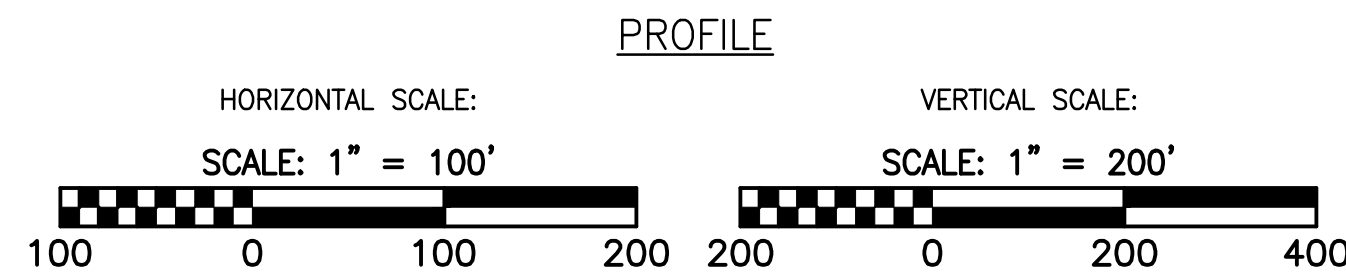 PROFILE
HORIZONTAL SCALE: VERTICAL SCALE:
SCALE: 1" = 100' SCALE: 1" = 200'
100 0 100 200 200 0 200 400